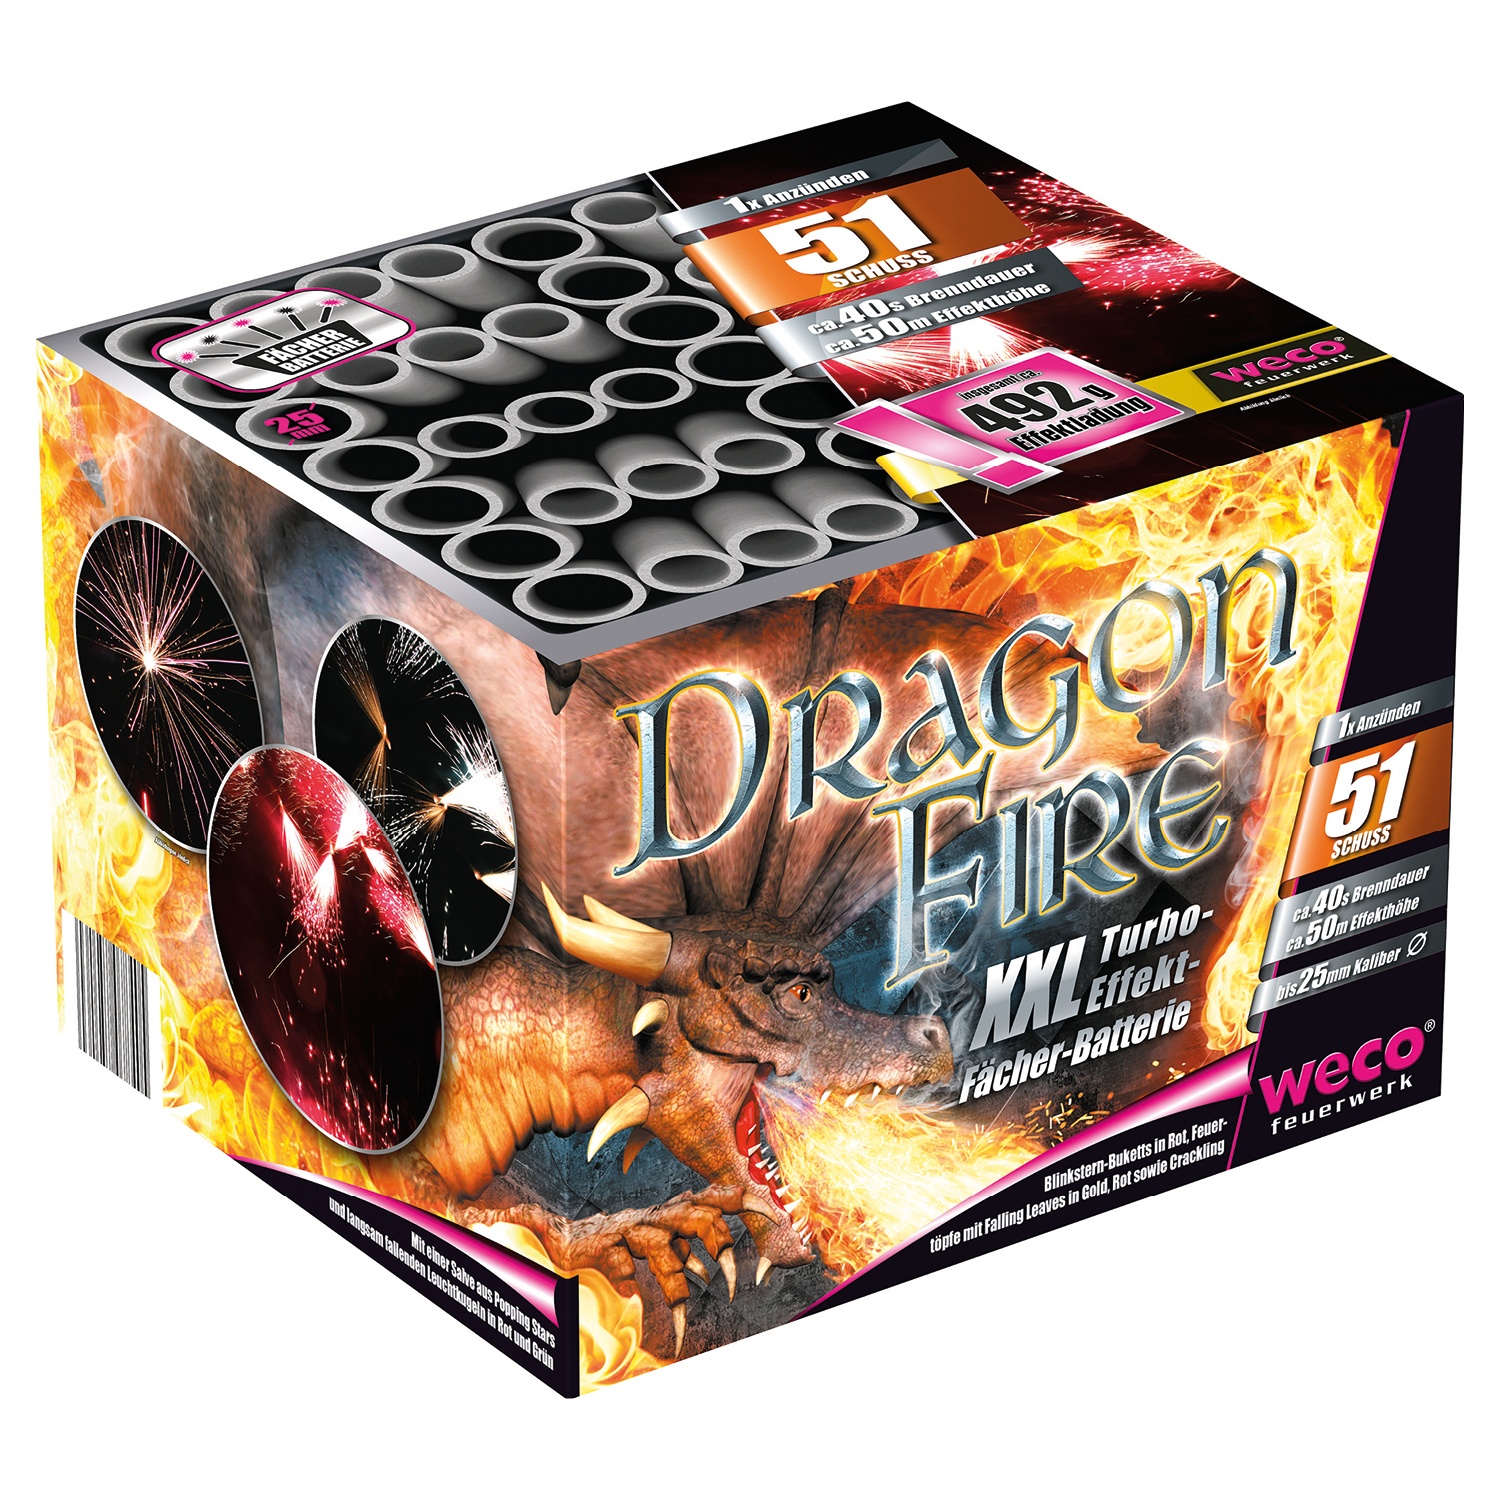 1x Anzünden
51
SCHUSS
ca. 40s Brenndauer
ca. 50m Effekthöhe
FÄCHER
BATTERIE
25
mm
insgesamt ca.
492g
Effektladung
weco®
feuerwerk
Abbildung ähnlich
DRAGON
FIRE
XXL Turbo-
Effekt-
Fächer-Batterie
1x Anzünden
51
SCHUSS
ca. 40s Brenndauer
ca. 50m Effekthöhe
bis 25mm Kaliber Ø
weco®
feuerwerk
Blinkstern-Buketts in Rot, Feuer-
töpfe mit Falling Leaves in Gold, Rot sowie Crackling
Mit einer Salve aus Popping Stars
und langsam fallenden Leuchtkugeln in Rot und Grün